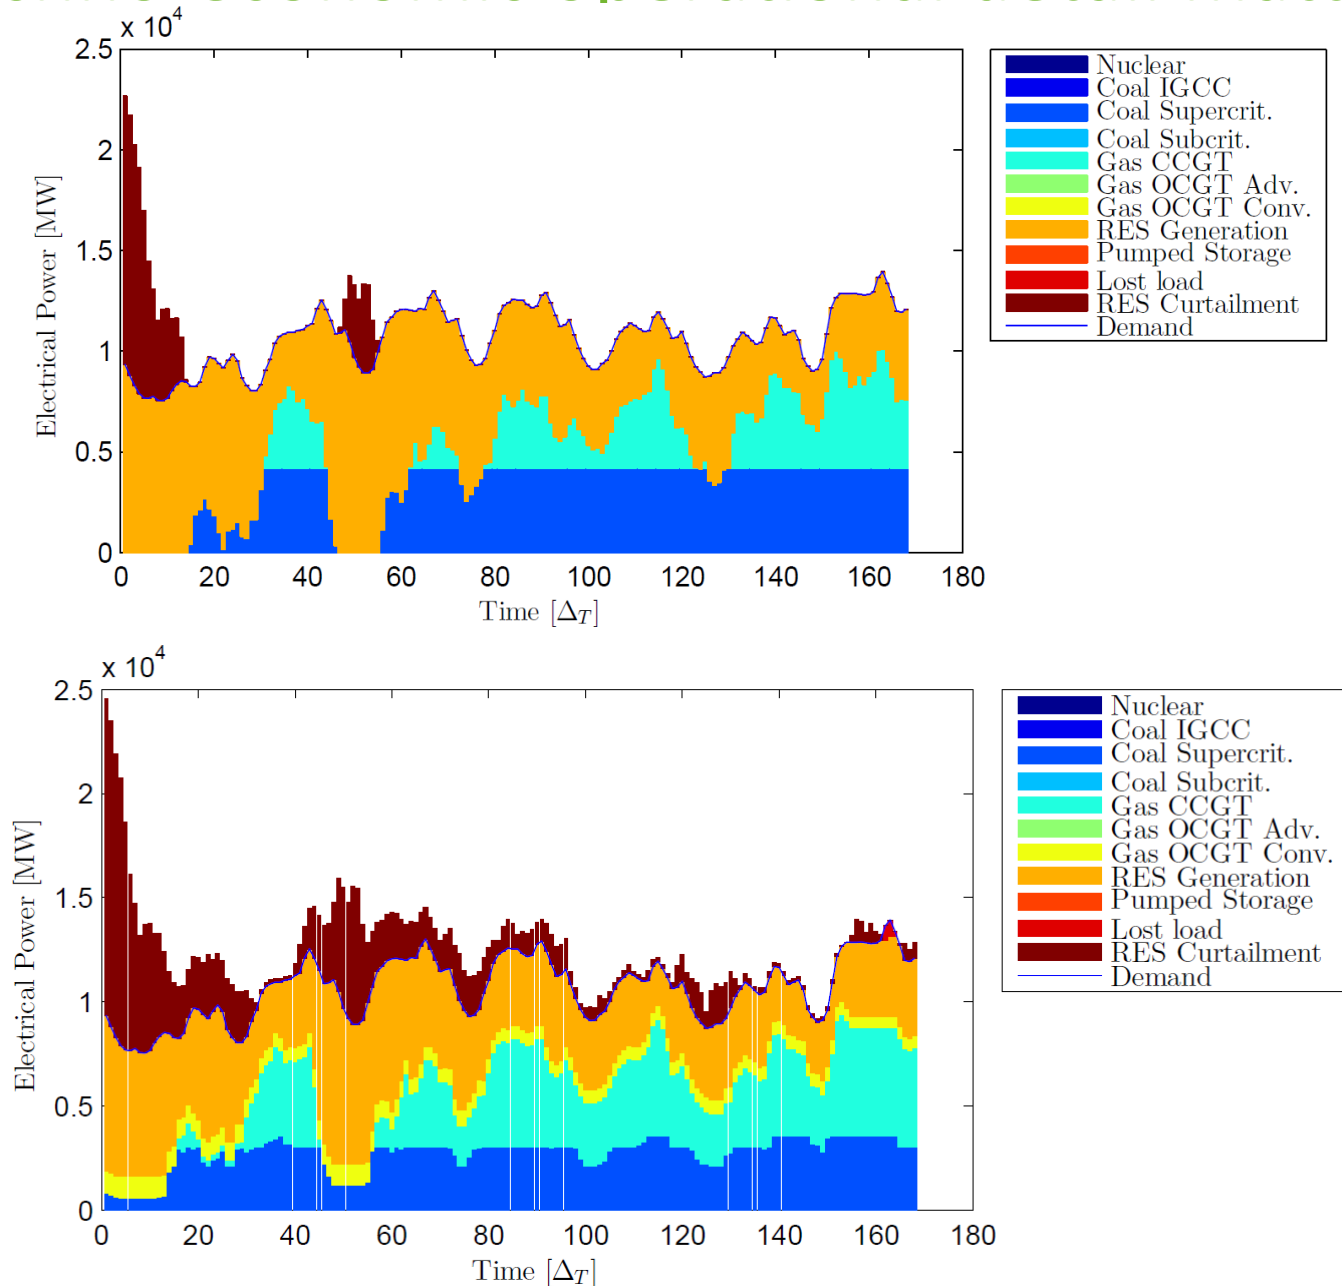 x 10^4
2.5
2
1.5
1
0.5
0
0 20 40 60 80 100 120 140 160 180
Electrical Power [MW]
Time [Δ_T]
Nuclear
Coal IGCC
Coal Supercrit.
Coal Subcrit.
Gas CCGT
Gas OCGT Adv.
Gas OCGT Conv.
RES Generation
Pumped Storage
Lost load
RES Curtailment
Demand
x 10^4
2.5
2
1.5
1
0.5
0
0 20 40 60 80 100 120 140 160 180
Electrical Power [MW]
Time [Δ_T]
Nuclear
Coal IGCC
Coal Supercrit.
Coal Subcrit.
Gas CCGT
Gas OCGT Adv.
Gas OCGT Conv.
RES Generation
Pumped Storage
Lost load
RES Curtailment
Demand